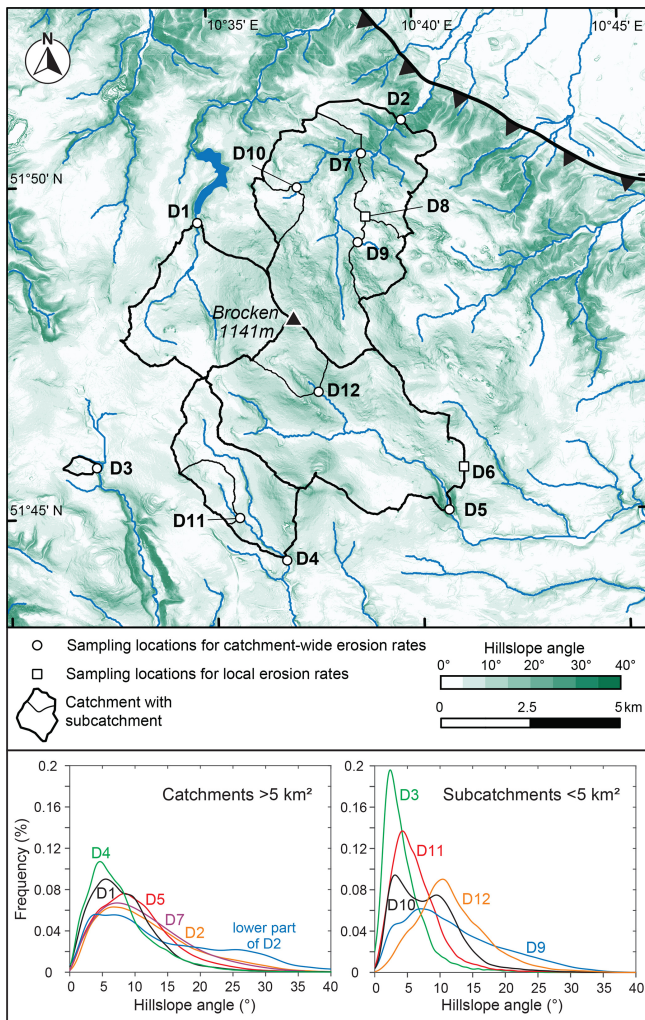 10°35' E
10°40' E
10°45' E
N
D2
D10
D7
51°50' N
D1
D8
D9
Brocken
1141m
D12
D3
D6
D5
D11
51°45' N
D4
Sampling locations for catchment-wide erosion rates
Sampling locations for local erosion rates
Catchment with
subcatchment
Hillslope angle
0° 10° 20° 30° 40°
0 2.5 5 km
Catchments >5 km²
Frequency (%)
0.2
0.16
0.12
0.08
0.04
0
D4
D1
D5
D7
D2
lower part
of D2
0 5 10 15 20 25 30 35 40
Hillslope angle (°)
Subcatchments <5 km²
0.2
0.16
0.12
0.08
0.04
0
D3
D11
D10
D12
D9
0 5 10 15 20 25 30 35 40
Hillslope angle (°)